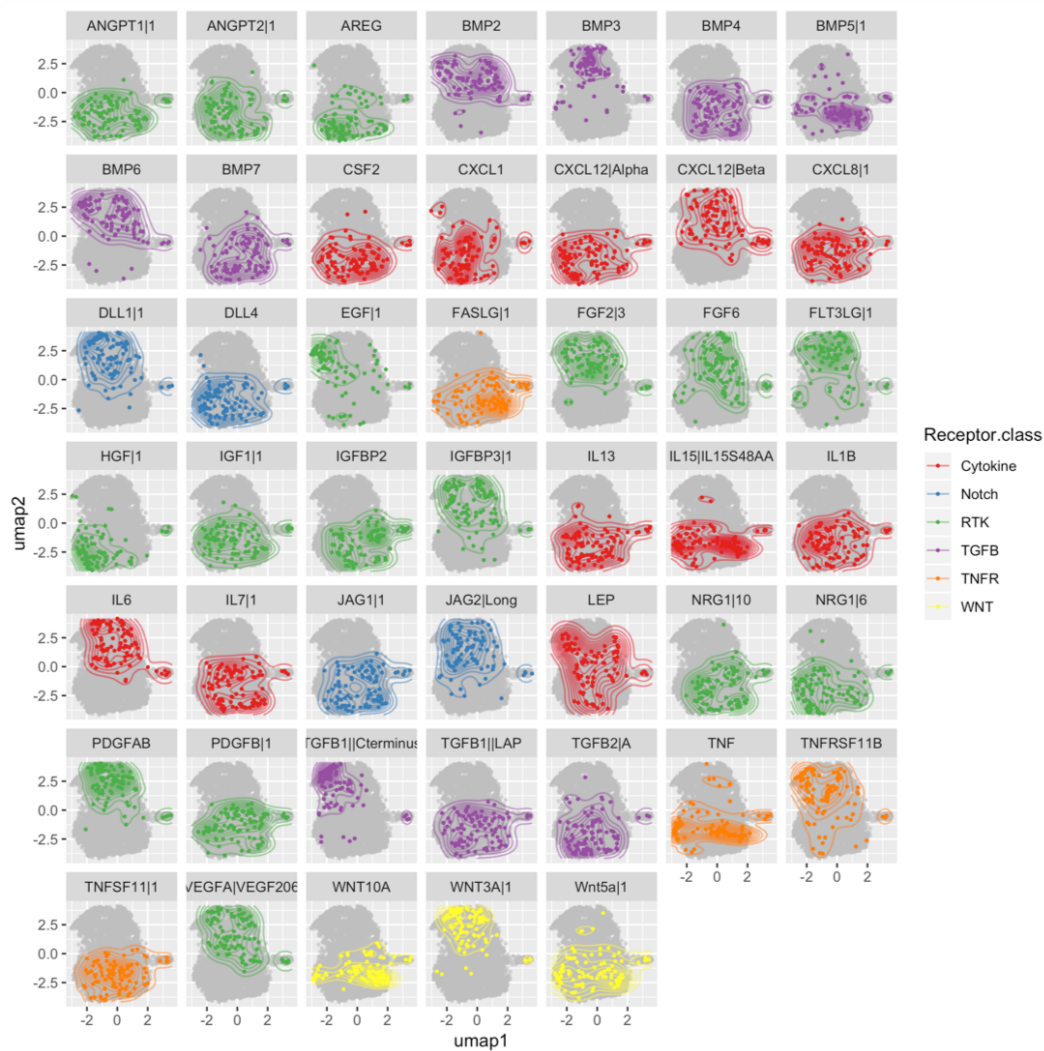 ANGPT1|1 ANGPT2|1 AREG BMP2 BMP3 BMP4 BMP5|1
2.5
0.0
-2.5
BMP6 BMP7 CSF2 CXCL1 CXCL12|Alpha CXCL12|Beta CXCL8|1
2.5
0.0
-2.5
DLL1|1 DLL4 EGF|1 FASLG|1 FGF2|3 FGF6 FLT3LG|1
2.5
0.0
-2.5
Receptor.class
HGF|1 IGF1|1 IGFBP2 IGFBP3|1 IL13 IL15|IL15S48AA IL1B
Cytokine
Notch
RTK
TGFB
TNFR
WNT
2.5
0.0
-2.5
umap2
IL6 IL7|1 JAG1|1 JAG2|Long LEP NRG1|10 NRG1|6
2.5
0.0
-2.5
PDGFAB PDGFB|1 TGFB1||Cterminus TGFB1||LAP TGFB2|A TNF TNFRSF11B
2.5
0.0
-2.5
-2 0 2 -2 0 2
TNFSF11|1 VEGFA|VEGF206 WNT10A WNT3A|1 Wnt5a|1
2.5
0.0
-2.5
-2 0 2 -2 0 2 -2 0 2 -2 0 2 -2 0 2
umap1